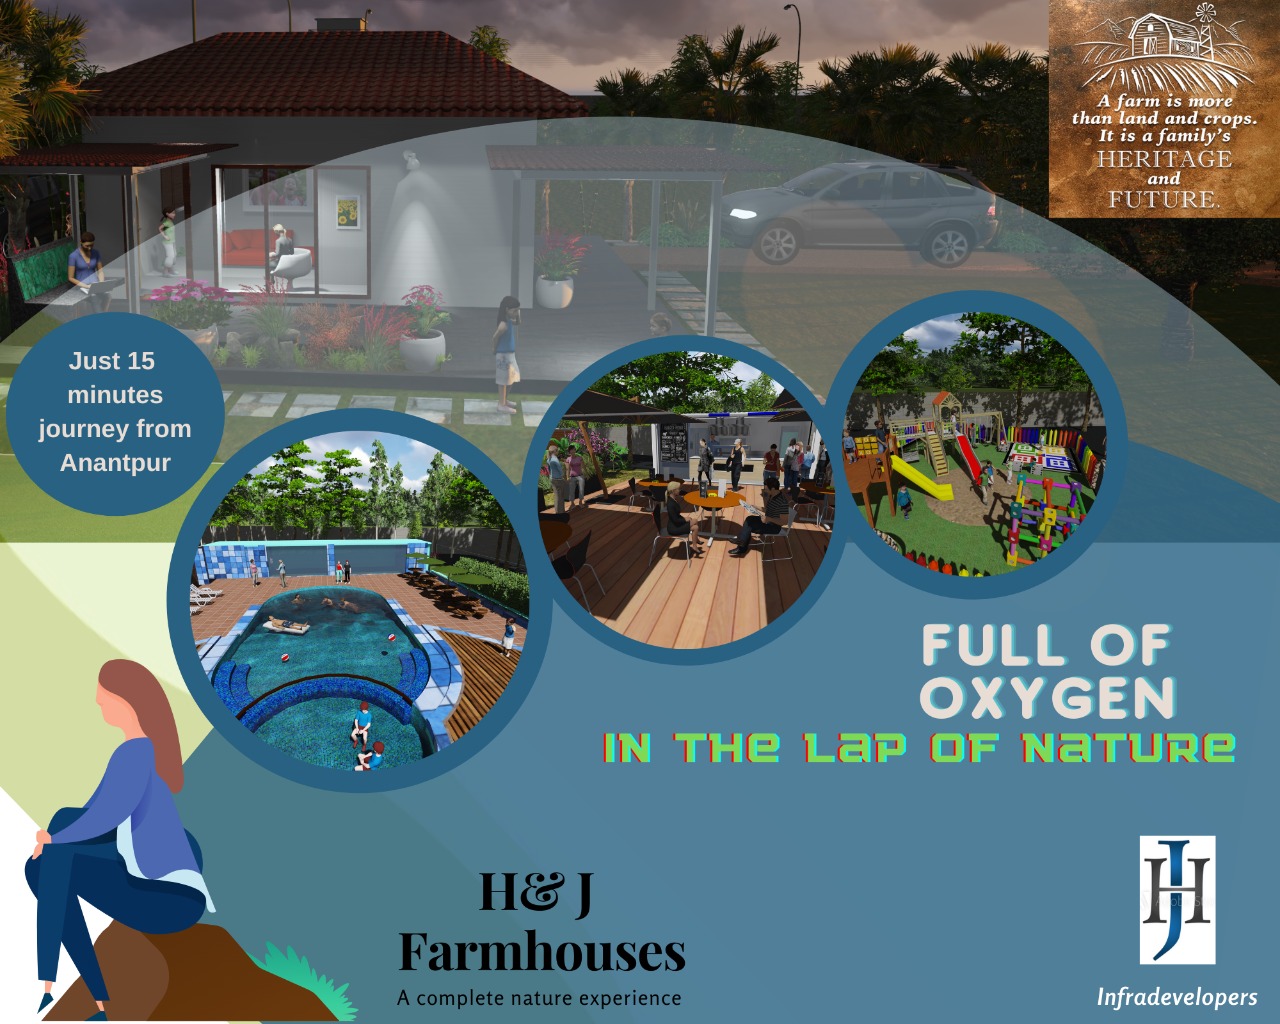 A farm is more
than land and crops.
It is a family's
HERITAGE
and
FUTURE.
Just 15
minutes
journey from
Anantpur
FULL OF
OXYGEN
IN THE LAP OF NATURE
H& J
Farmhouses
A complete nature experience
HJ
Infradevelopers